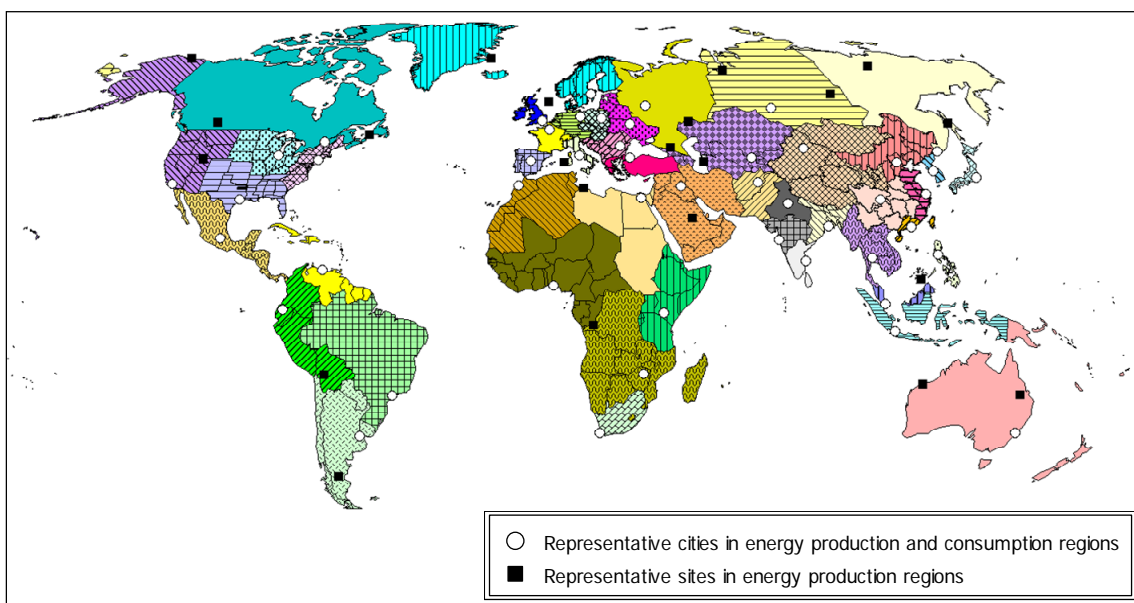 Representative cities in energy production and consumption regions
Representative sites in energy production regions